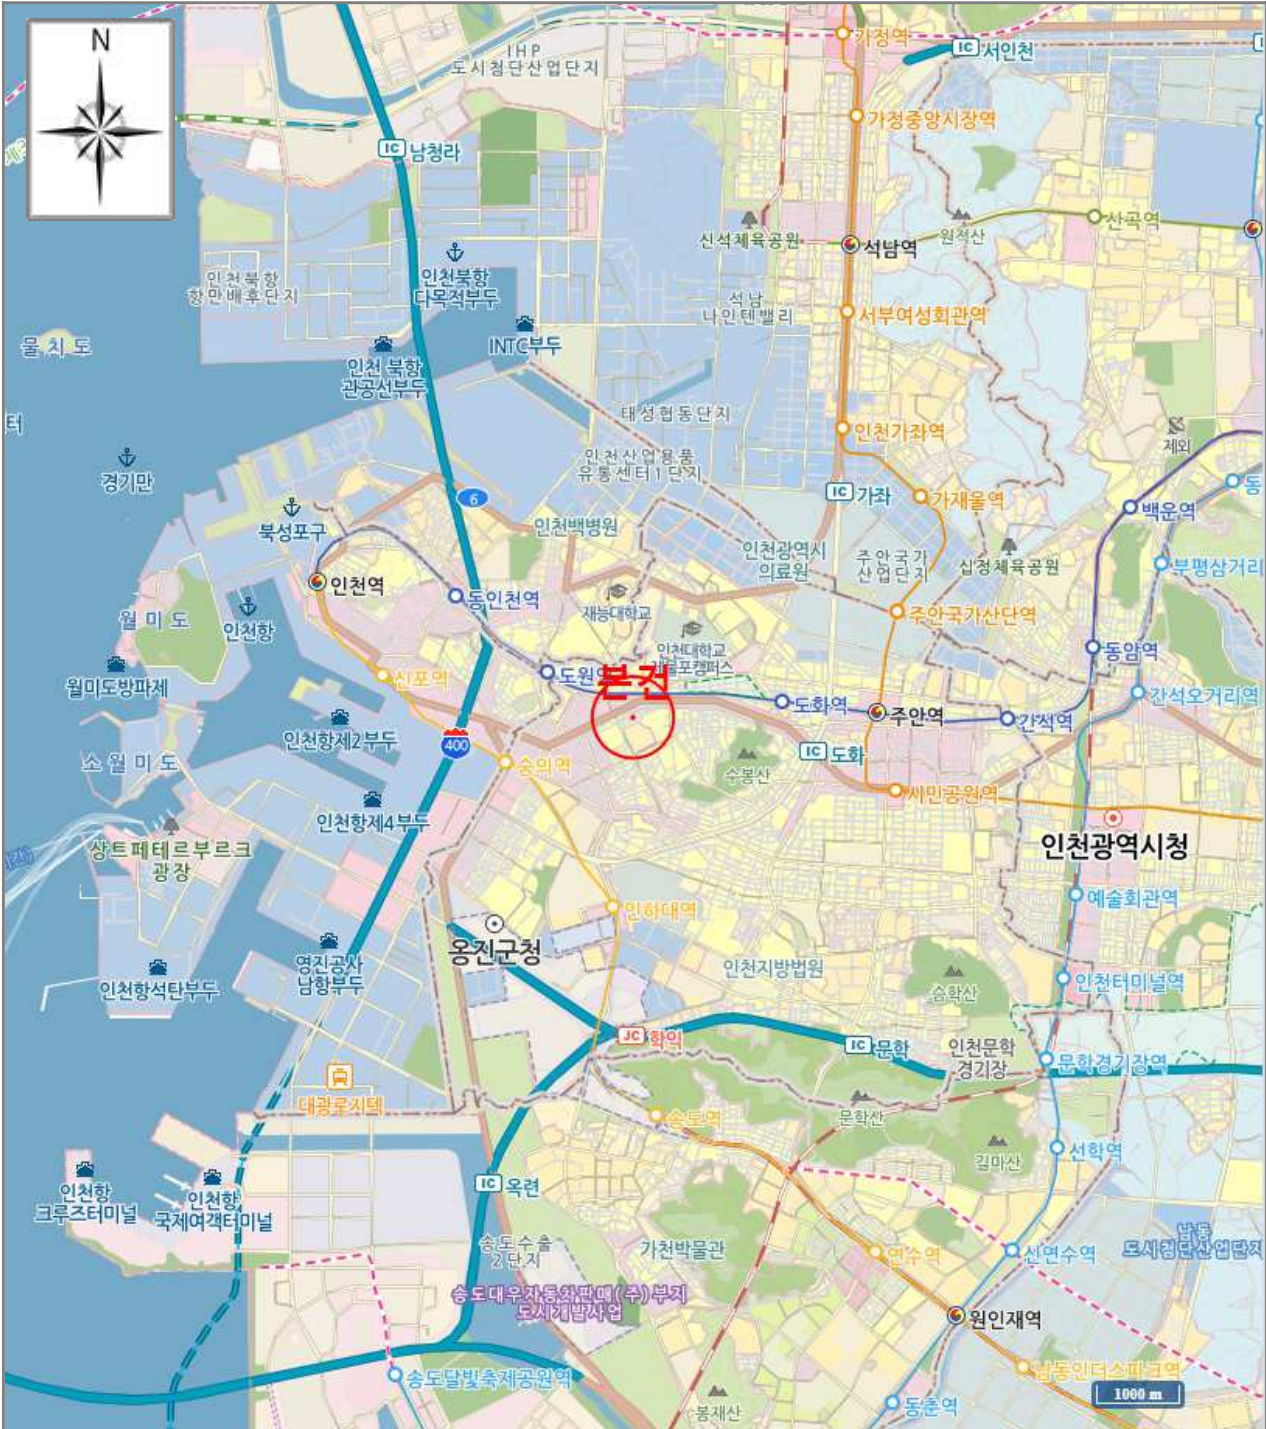 N
가정역
IC 서인천
IHP
도시첨단산업단지
가정중앙시장역
IC 남청라
산곡역
신석체육공원
석남역
원적산
인천북항
항만배후단지
인천북항
다목적부두
석남
나인텐밸리
서부여성회관역
물치도
INTC부두
인천 북항
관공선부두
태성협동단지
터
인천가좌역
제외
경기만
인천산업용품
유통센터1단지
IC 가좌
가재울역
동
6
백운역
북성포구
인천백병원
인천광역시
의료원
주안국가
산업단지
십정체육공원
부평삼거리
인천역
동인천역
재능대학교
주안국가산단역
월미도
인천항
인천대학교
동암역
월미도방파제
신포역
도원
본건
간석오거리역
도화역
주안역
간석역
인천항제2부두
400
소월미도
숭의역
수봉산
IC 도화
시민공원역
인천항제4부두
상트페테르부르크
광장
인천광역시청
예술회관역
인하대역
옹진군청
영진공사
남항부두
인천지방법원
인천항석탄부두
승학산
인천터미널역
JC 학익
IC 문학
인천문학
경기장
문학경기장역
대광로지텍
송도역
문학산
선학역
길마산
인천항
크루즈터미널
인천항
국제여객터미널
IC 옥련
송도수출
2단지
가천박물관
연수역
신연수역
남동
도시첨단산업단지
송도대우자동차판매(주)부지
도시개발사업
원인재역
송도달빛축제공원역
남동인더스파크역
1000 m
봉재산
동춘역